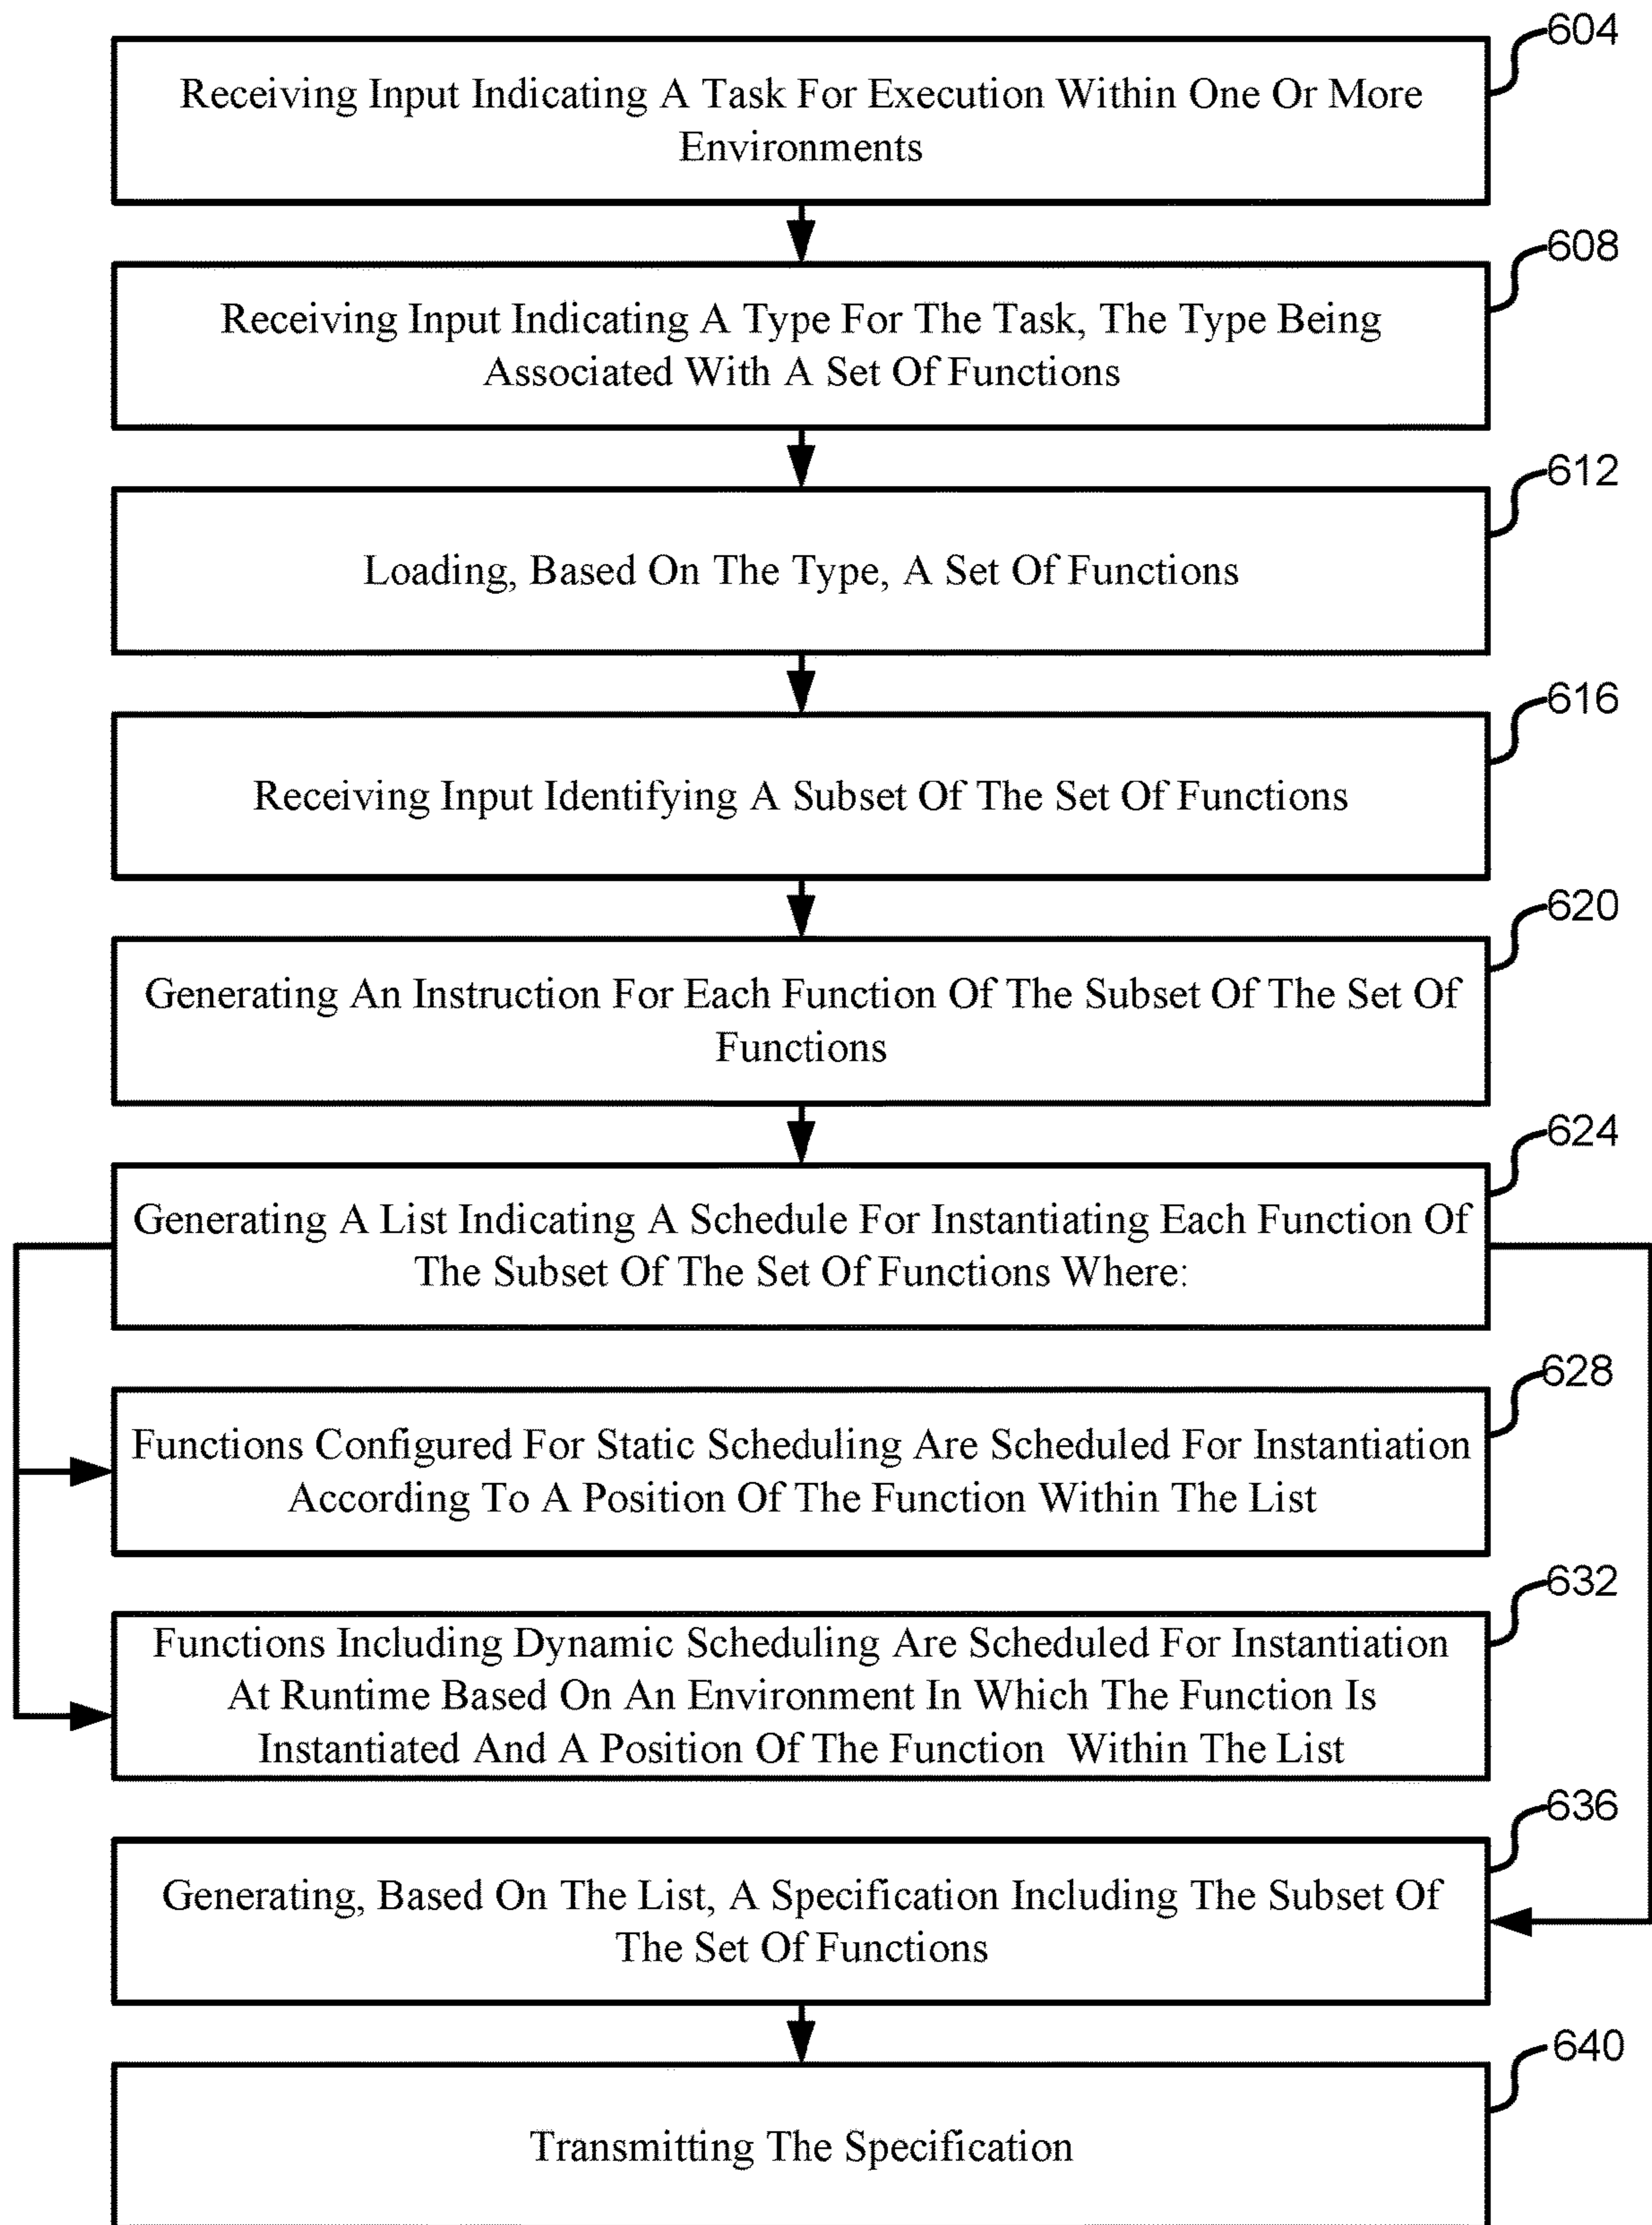 604
Receiving Input Indicating A Task For Execution Within One Or More
Environments
608
Receiving Input Indicating A Type For The Task, The Type Being
Associated With A Set Of Functions
612
Loading, Based On The Type, A Set Of Functions
616
Receiving Input Identifying A Subset Of The Set Of Functions
620
Generating An Instruction For Each Function Of The Subset Of The Set Of
Functions
624
Generating A List Indicating A Schedule For Instantiating Each Function Of
The Subset Of The Set Of Functions Where:
628
Functions Configured For Static Scheduling Are Scheduled For Instantiation
According To A Position Of The Function Within The List
632
Functions Including Dynamic Scheduling Are Scheduled For Instantiation
At Runtime Based On An Environment In Which The Function Is
Instantiated And A Position Of The Function Within The List
636
Generating, Based On The List, A Specification Including The Subset Of
The Set Of Functions
640
Transmitting The Specification